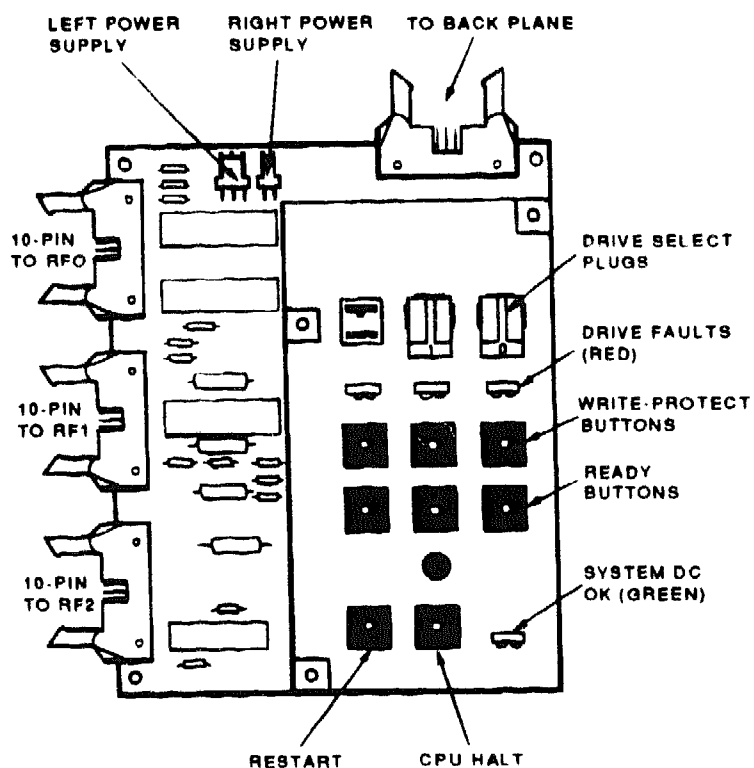 LEFT POWER
SUPPLY
RIGHT POWER
SUPPLY
TO BACK PLANE
10-PIN
TO RF0
DRIVE SELECT
PLUGS
DRIVE FAULTS
(RED)
10-PIN
TO RF1
WRITE-PROTECT
BUTTONS
READY
BUTTONS
10-PIN
TO RF2
SYSTEM DC
OK (GREEN)
RESTART
CPU HALT